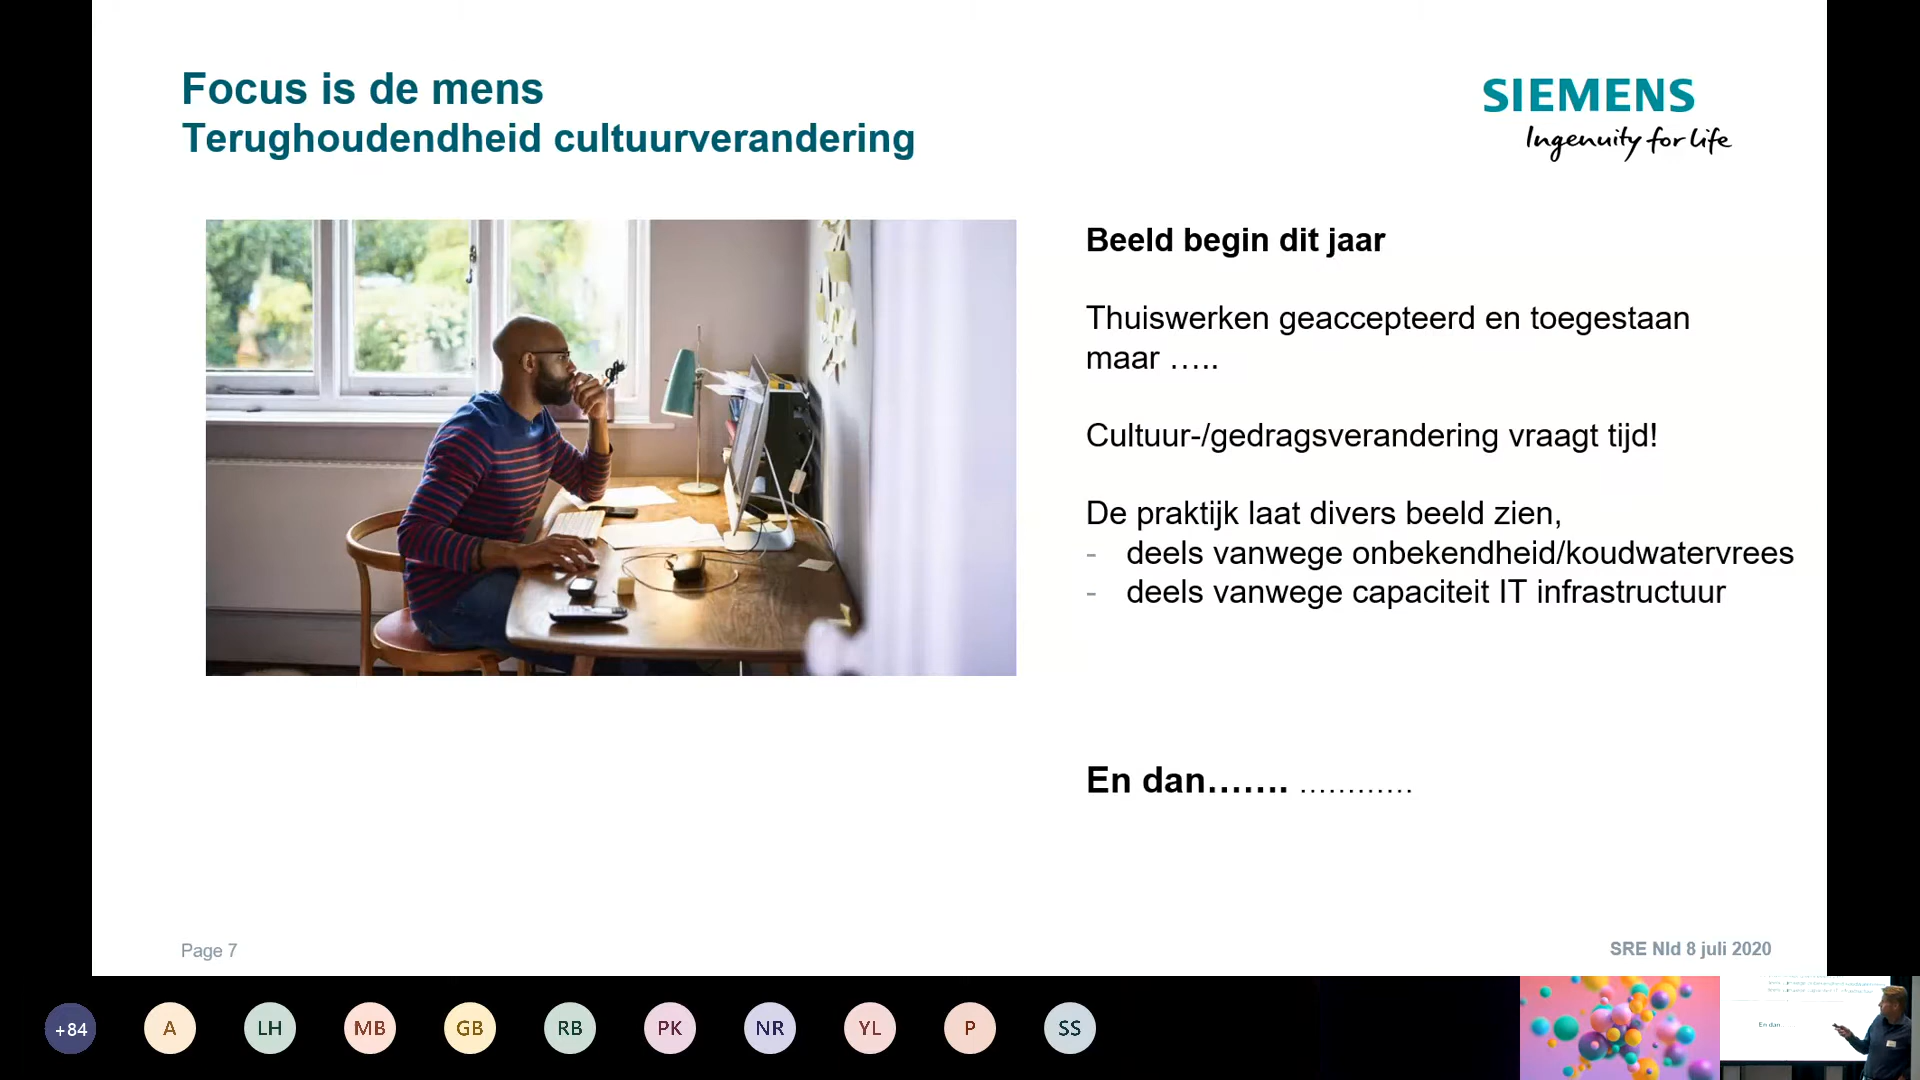 Focus is de mens
Terughoudendheid cultuurverandering
SIEMENS
Ingenuity for life
Beeld begin dit jaar
Thuiswerken geaccepteerd en toegestaan
maar …..
Cultuur-/gedragsverandering vraagt tijd!
De praktijk laat divers beeld zien,
- deels vanwege onbekendheid/koudwatervrees
- deels vanwege capaciteit IT infrastructuur
En dan……. …………
Page 7
SRE Nld 8 juli 2020
+84
A
LH
MB
GB
RB
PK
NR
YL
P
SS
En dan